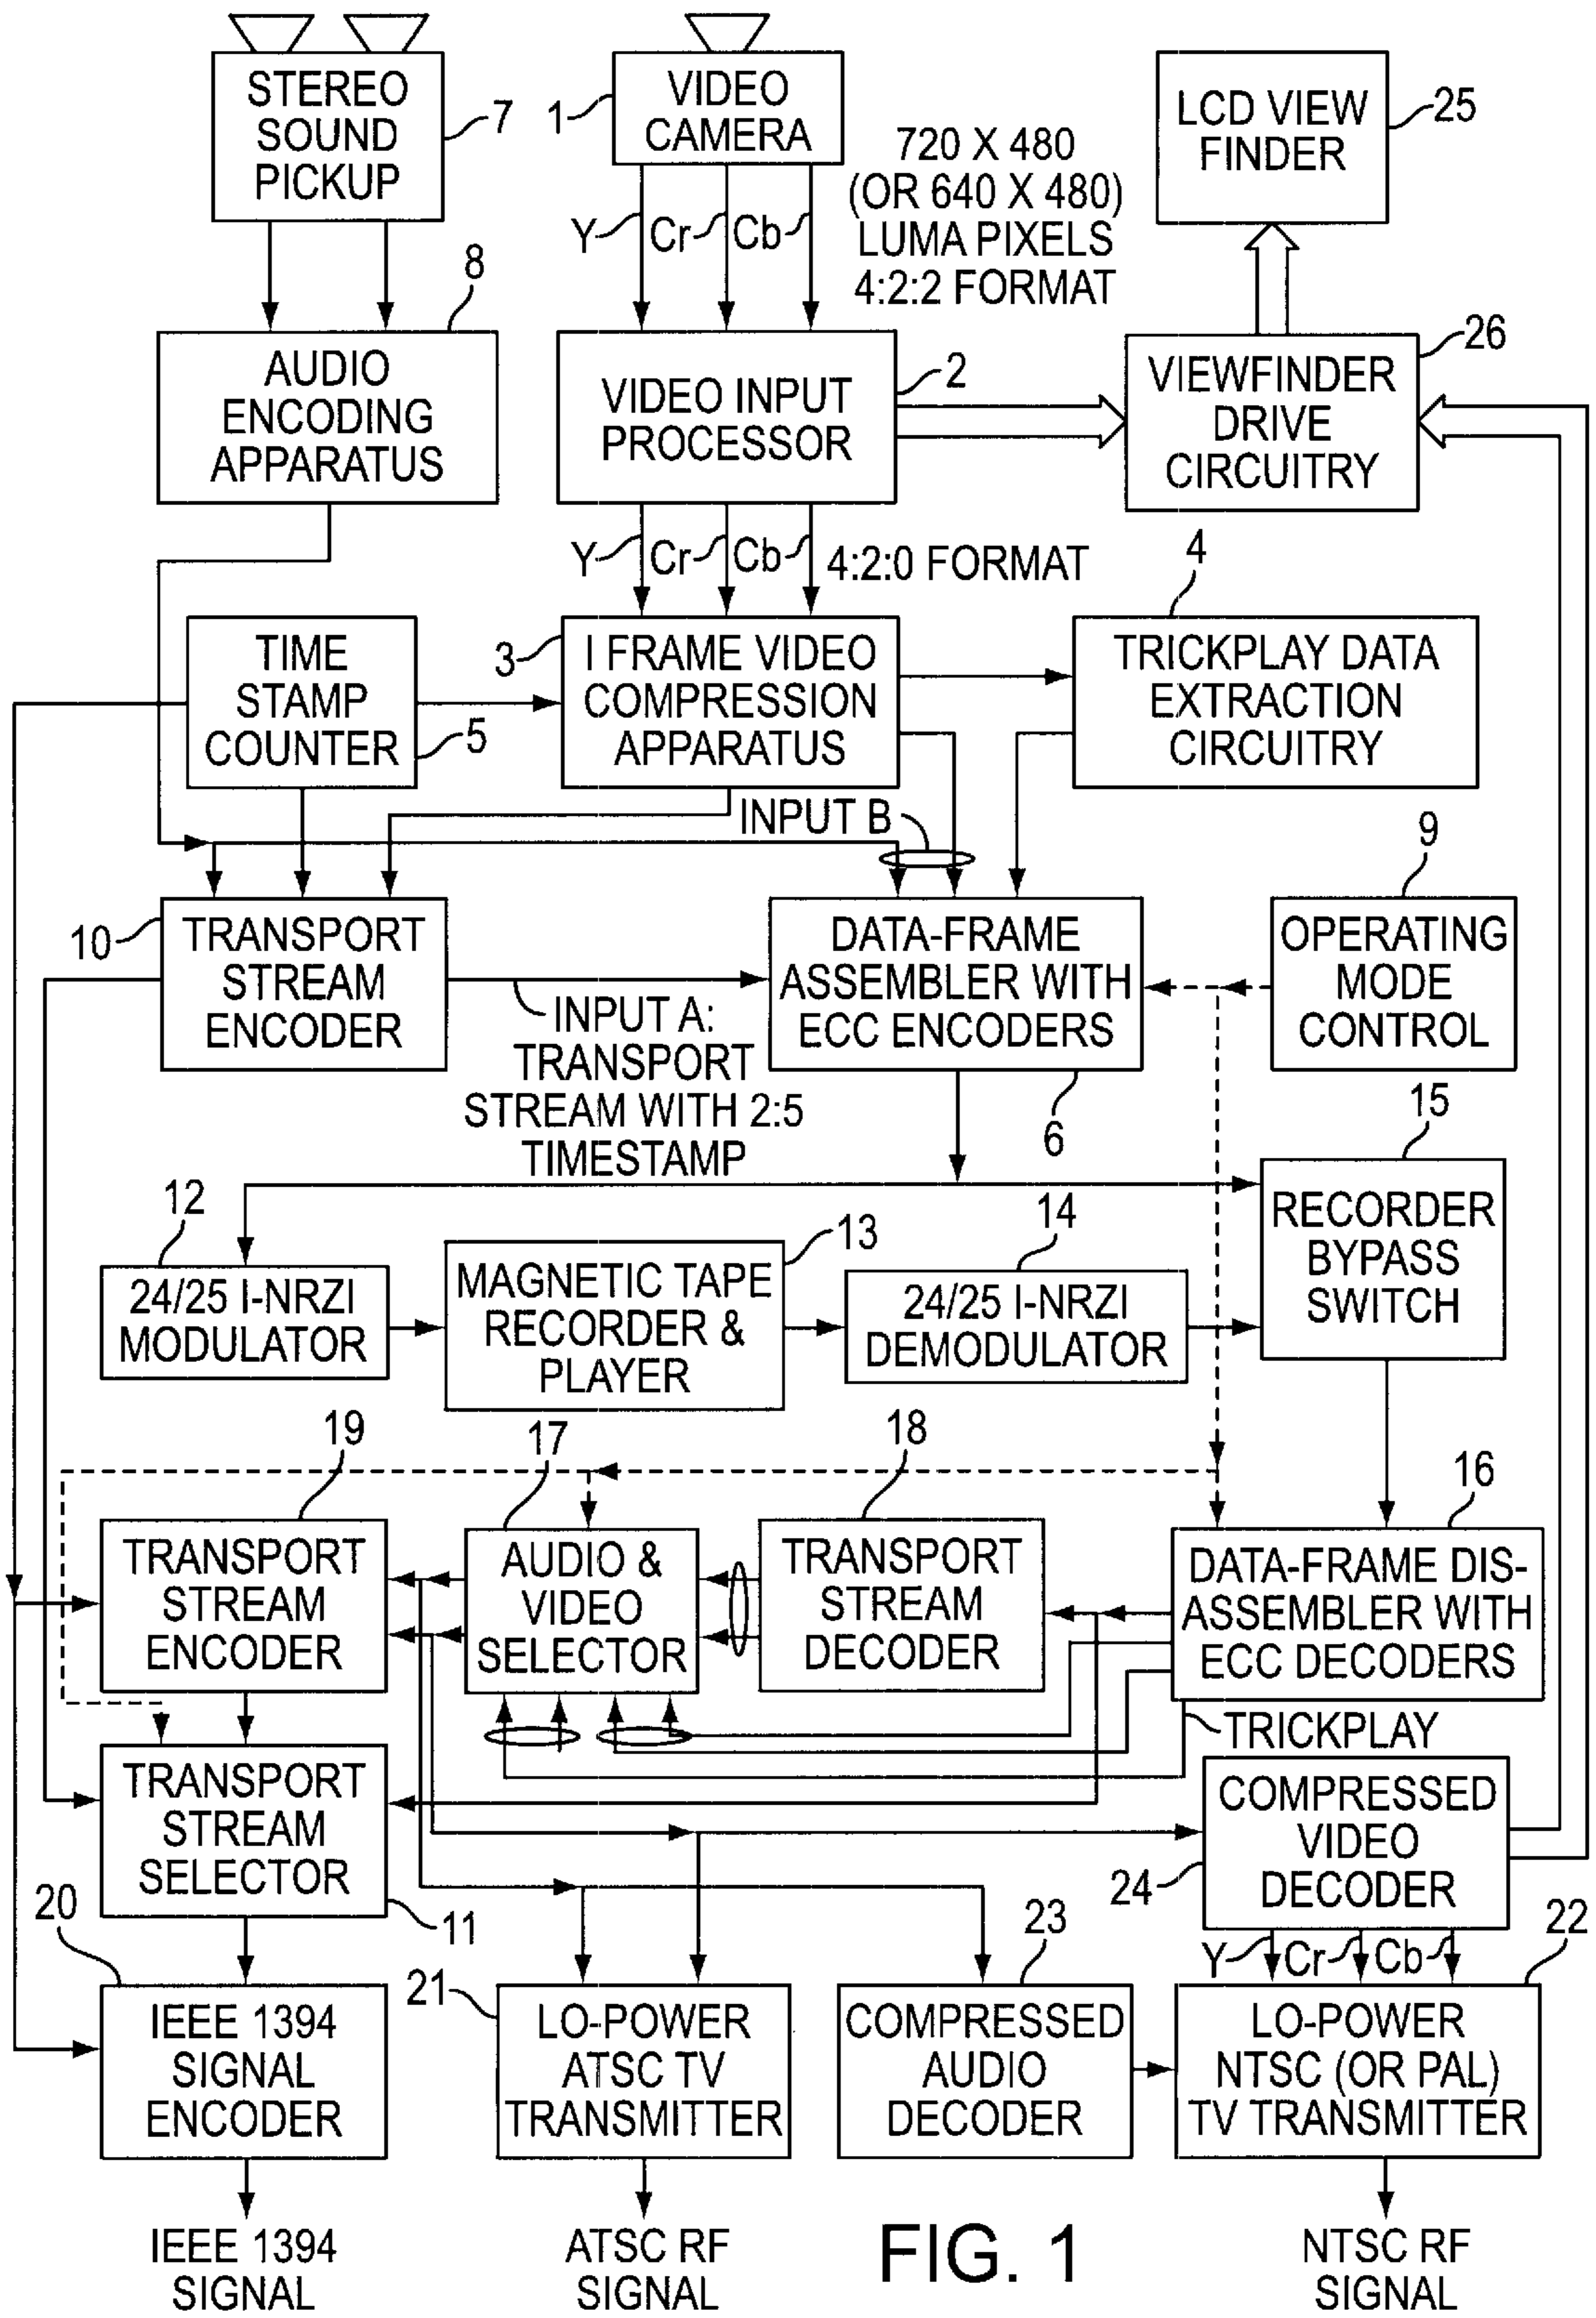 STEREO
SOUND
PICKUP
7
1
VIDEO
CAMERA
LCD VIEW
FINDER
25
720 X 480
(OR 640 X 480)
LUMA PIXELS
4:2:2 FORMAT
Y
Cr
Cb
8
AUDIO
ENCODING
APPARATUS
VIDEO INPUT
PROCESSOR
2
26
VIEWFINDER
DRIVE
CIRCUITRY
Y
Cr
Cb
4:2:0 FORMAT
4
TIME
STAMP
COUNTER
5
3
I FRAME VIDEO
COMPRESSION
APPARATUS
TRICKPLAY DATA
EXTRACTION
CIRCUITRY
INPUT B
9
10
TRANSPORT
STREAM
ENCODER
INPUT A:
TRANSPORT
STREAM WITH 2:5
TIMESTAMP
DATA-FRAME
ASSEMBLER WITH
ECC ENCODERS
6
OPERATING
MODE
CONTROL
15
12
24/25 I-NRZI
MODULATOR
13
MAGNETIC TAPE
RECORDER &
PLAYER
14
24/25 I-NRZI
DEMODULATOR
RECORDER
BYPASS
SWITCH
19
17
18
16
TRANSPORT
STREAM
ENCODER
AUDIO &
VIDEO
SELECTOR
TRANSPORT
STREAM
DECODER
DATA-FRAME DIS-
ASSEMBLER WITH
ECC DECODERS
TRICKPLAY
TRANSPORT
STREAM
SELECTOR
11
COMPRESSED
VIDEO
DECODER
24
20
23
22
Y
Cr
Cb
21
IEEE 1394
SIGNAL
ENCODER
LO-POWER
ATSC TV
TRANSMITTER
COMPRESSED
AUDIO
DECODER
LO-POWER
NTSC (OR PAL)
TV TRANSMITTER
IEEE 1394
SIGNAL
ATSC RF
SIGNAL
FIG. 1
NTSC RF
SIGNAL